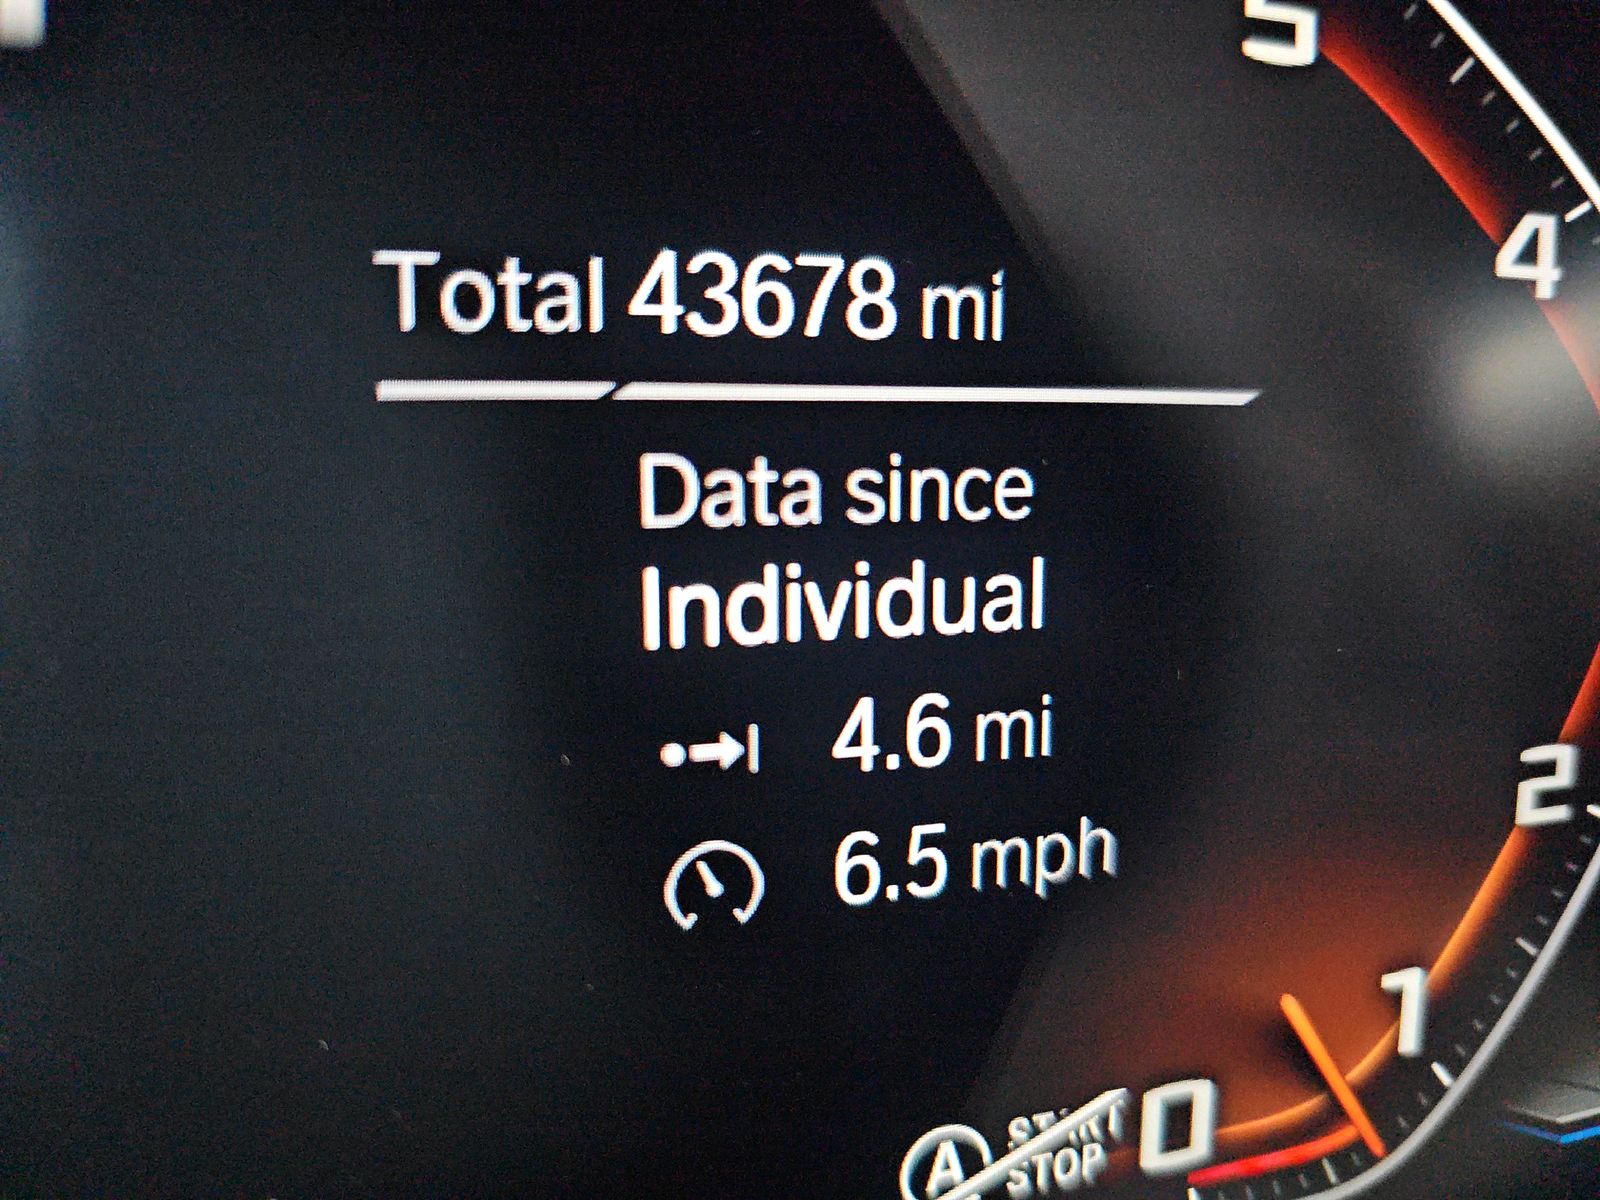 Total 43678 mi
Data since
Individual
4.6 mi
6.5 mph
5
4
2
1
0
A START
STOP